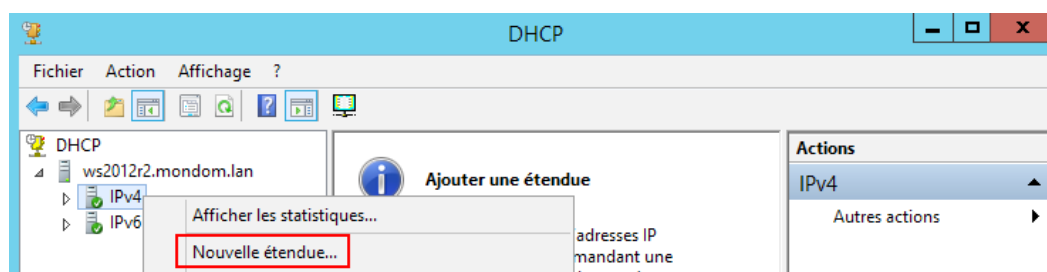 DHCP
Fichier Action Affichage ?
DHCP
ws2012r2.mondom.lan
IPv4
IPv6
Afficher les statistiques...
Nouvelle étendue...
Ajouter une étendue
'adresses IP
mandant une
Actions
IPv4
Autres actions